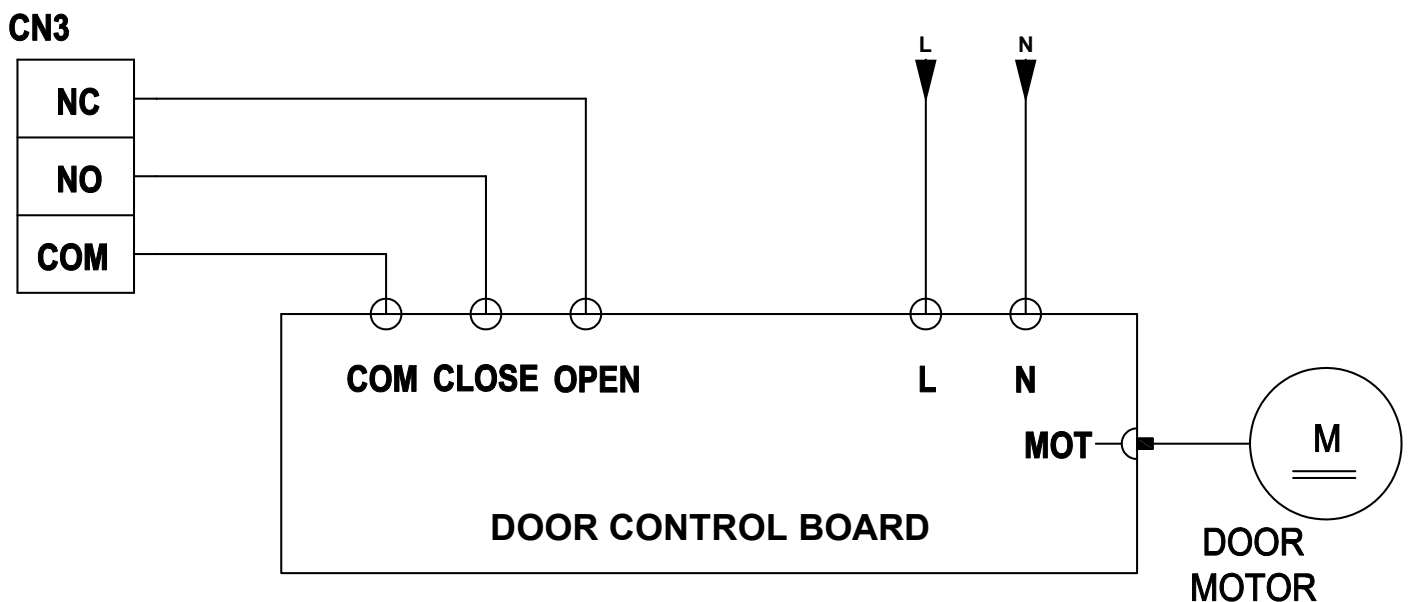 CN3
L N
NC
NO
COM
COM CLOSE OPEN L N
MOT
M
DOOR CONTROL BOARD
DOOR
MOTOR